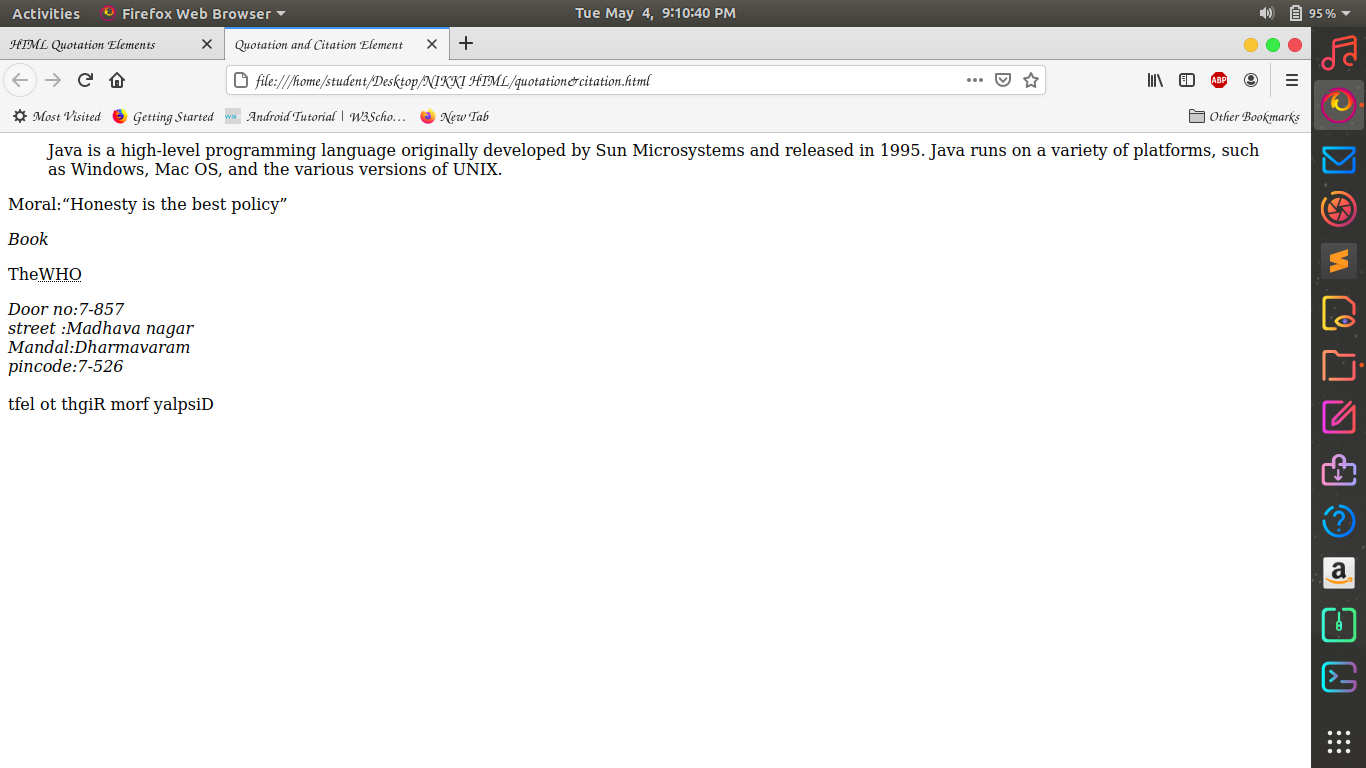 Activities Firefox Web Browser Tue May 4, 9:10:40 PM 95%
HTML Quotation Elements Quotation and Citation Element
file:///home/student/Desktop/NIKKI HTML/quotation&citation.html ABP
Most Visited Getting Started Android Tutorial | W3Scho… New Tab Other Bookmarks
Java is a high-level programming language originally developed by Sun Microsystems and released in 1995. Java runs on a variety of platforms, such
as Windows, Mac OS, and the various versions of UNIX.
Moral:“Honesty is the best policy”
Book
TheWHO
Door no:7-857
street :Madhava nagar
Mandal:Dharmavaram
pincode:7-526
tfel ot thgiR morf yalpsiD